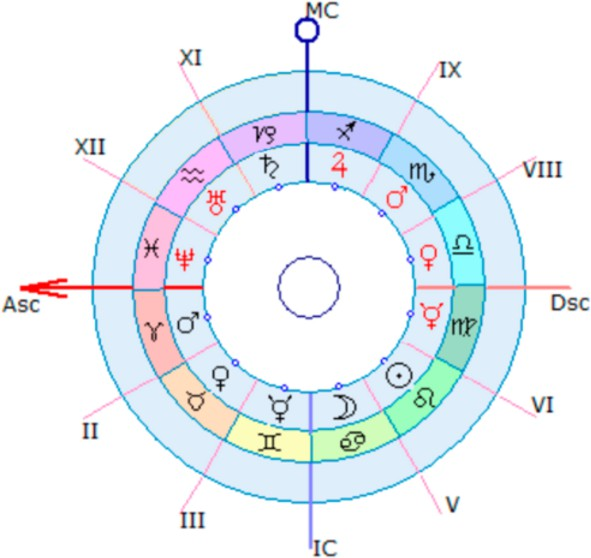 MC
XI
IX
♑ ♐
XII
♒ ♄ ♃ ♏
VIII
♅ ♂
♓ ♆ ♀ ♎
Asc
Dsc
♈ ♂ ☿ ♍
♀ ☉
II
♉ ☿ ☽ ♌
VI
♊ ♋
III
V
IC